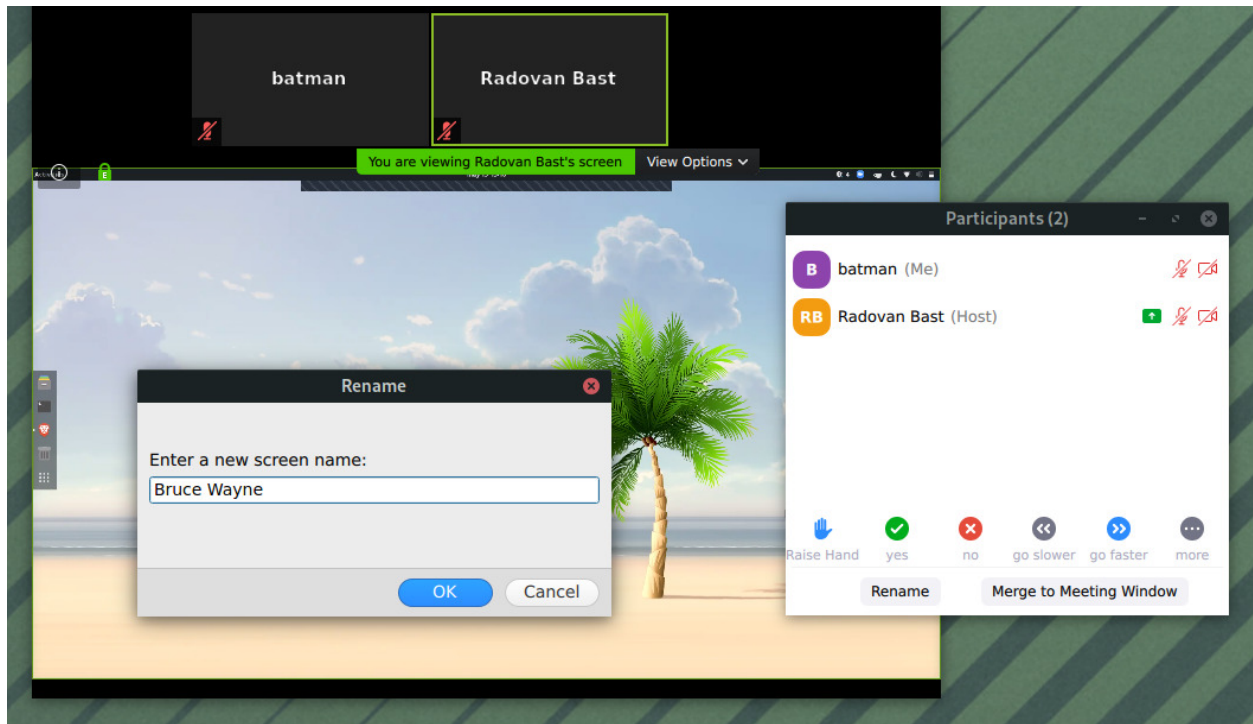 batman
Radovan Bast
You are viewing Radovan Bast's screen
View Options
E
Participants (2)
B
batman (Me)
RB
Radovan Bast (Host)
Rename
Enter a new screen name:
Bruce Wayne
OK
Cancel
Raise Hand
yes
no
go slower
go faster
more
Rename
Merge to Meeting Window